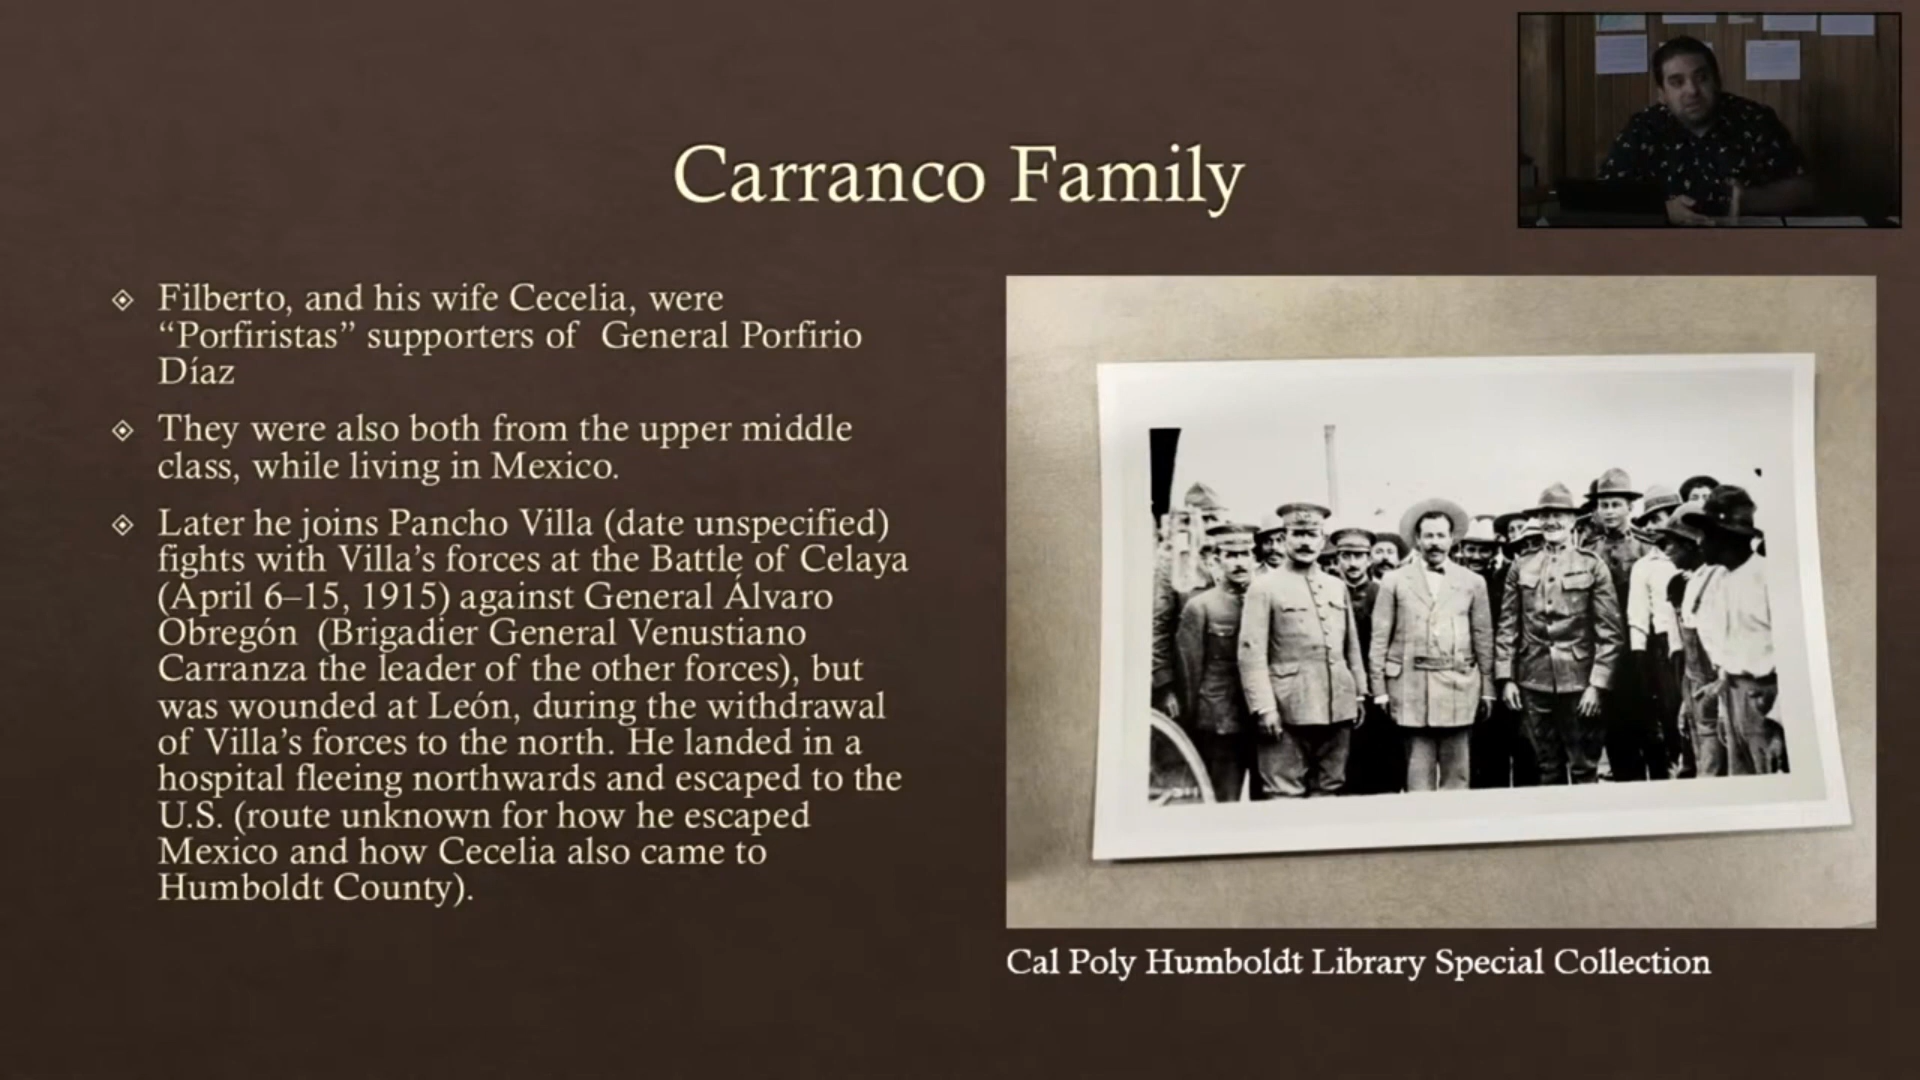 Carranco Family
Filberto, and his wife Cecelia, were
“Porfiristas” supporters of  General Porfirio
Díaz
They were also both from the upper middle
class, while living in Mexico.
Later he joins Pancho Villa (date unspecified)
fights with Villa’s forces at the Battle of Celaya
(April 6–15, 1915) against General Álvaro
Obregón  (Brigadier General Venustiano
Carranza the leader of the other forces), but
was wounded at León, during the withdrawal
of Villa’s forces to the north. He landed in a
hospital fleeing northwards and escaped to the
U.S. (route unknown for how he escaped
Mexico and how Cecelia also came to
Humboldt County).
Cal Poly Humboldt Library Special Collection